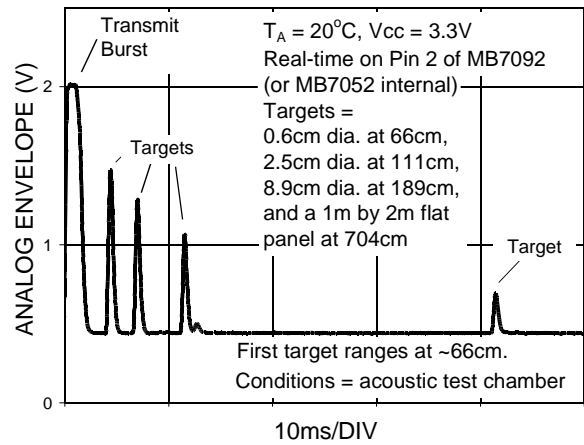 Transmit
Burst
T_A = 20°C, Vcc = 3.3V
Real-time on Pin 2 of MB7092
(or MB7052 internal)
Targets =
0.6cm dia. at 66cm,
2.5cm dia. at 111cm,
8.9cm dia. at 189cm,
and a 1m by 2m flat
panel at 704cm
Targets
Target
First target ranges at ~66cm.
Conditions = acoustic test chamber
ANALOG ENVELOPE (V)
2
1
0
10ms/DIV